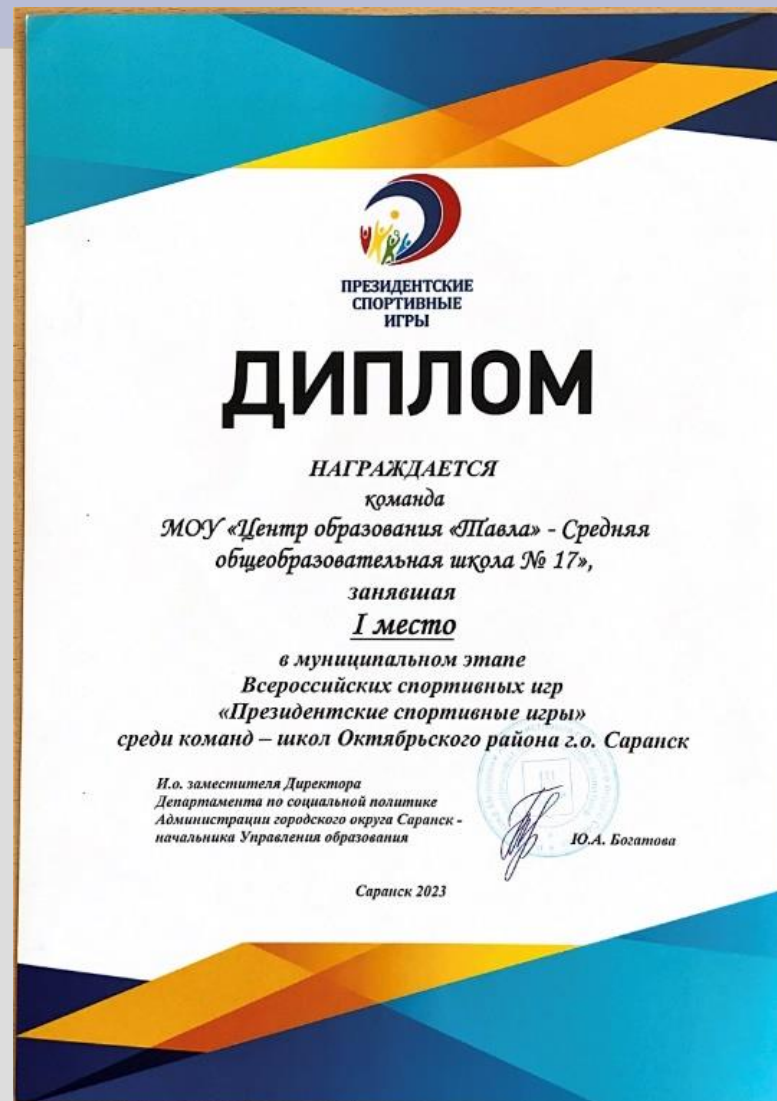 ПРЕЗИДЕНТСКИЕ
СПОРТИВНЫЕ
ИГРЫ
ДИПЛОМ
НАГРАЖДАЕТСЯ
команда
МОУ «Центр образования «Тавла» - Средняя
общеобразовательная школа № 17»,
занявшая
I место
в муниципальном этапе
Всероссийских спортивных игр
«Президентские спортивные игры»
среди команд – школ Октябрьского района г.о. Саранск
И.о. заместителя Директора
Департамента по социальной политике
Администрации городского округа Саранск -
начальника Управления образования
Ю.А. Богатова
Саранск 2023